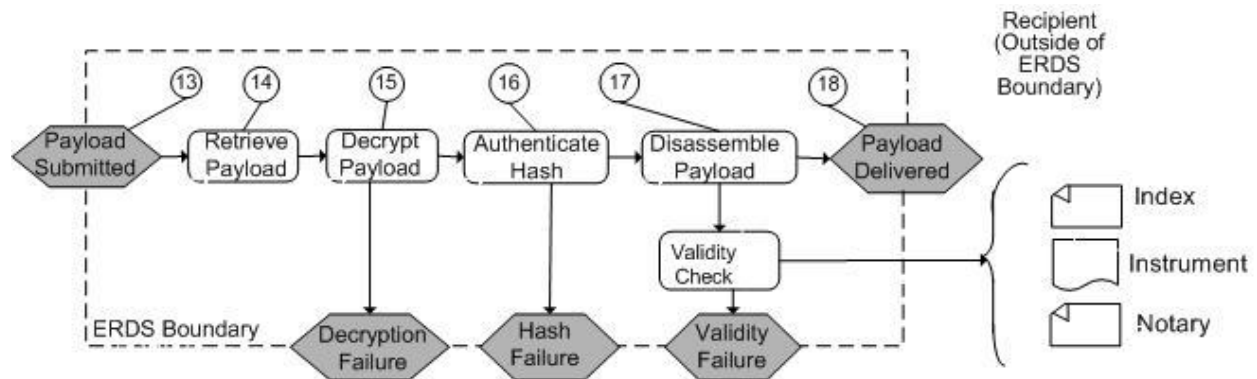 Recipient
(Outside of
ERDS
Boundary)
13
14
15
16
17
18
Payload
Submitted
Retrieve
Payload
Decrypt
Payload
Authenticate
Hash
Disassemble
Payload
Payload
Delivered
Validity
Check
Index
Instrument
Notary
ERDS Boundary
Decryption
Failure
Hash
Failure
Validity
Failure